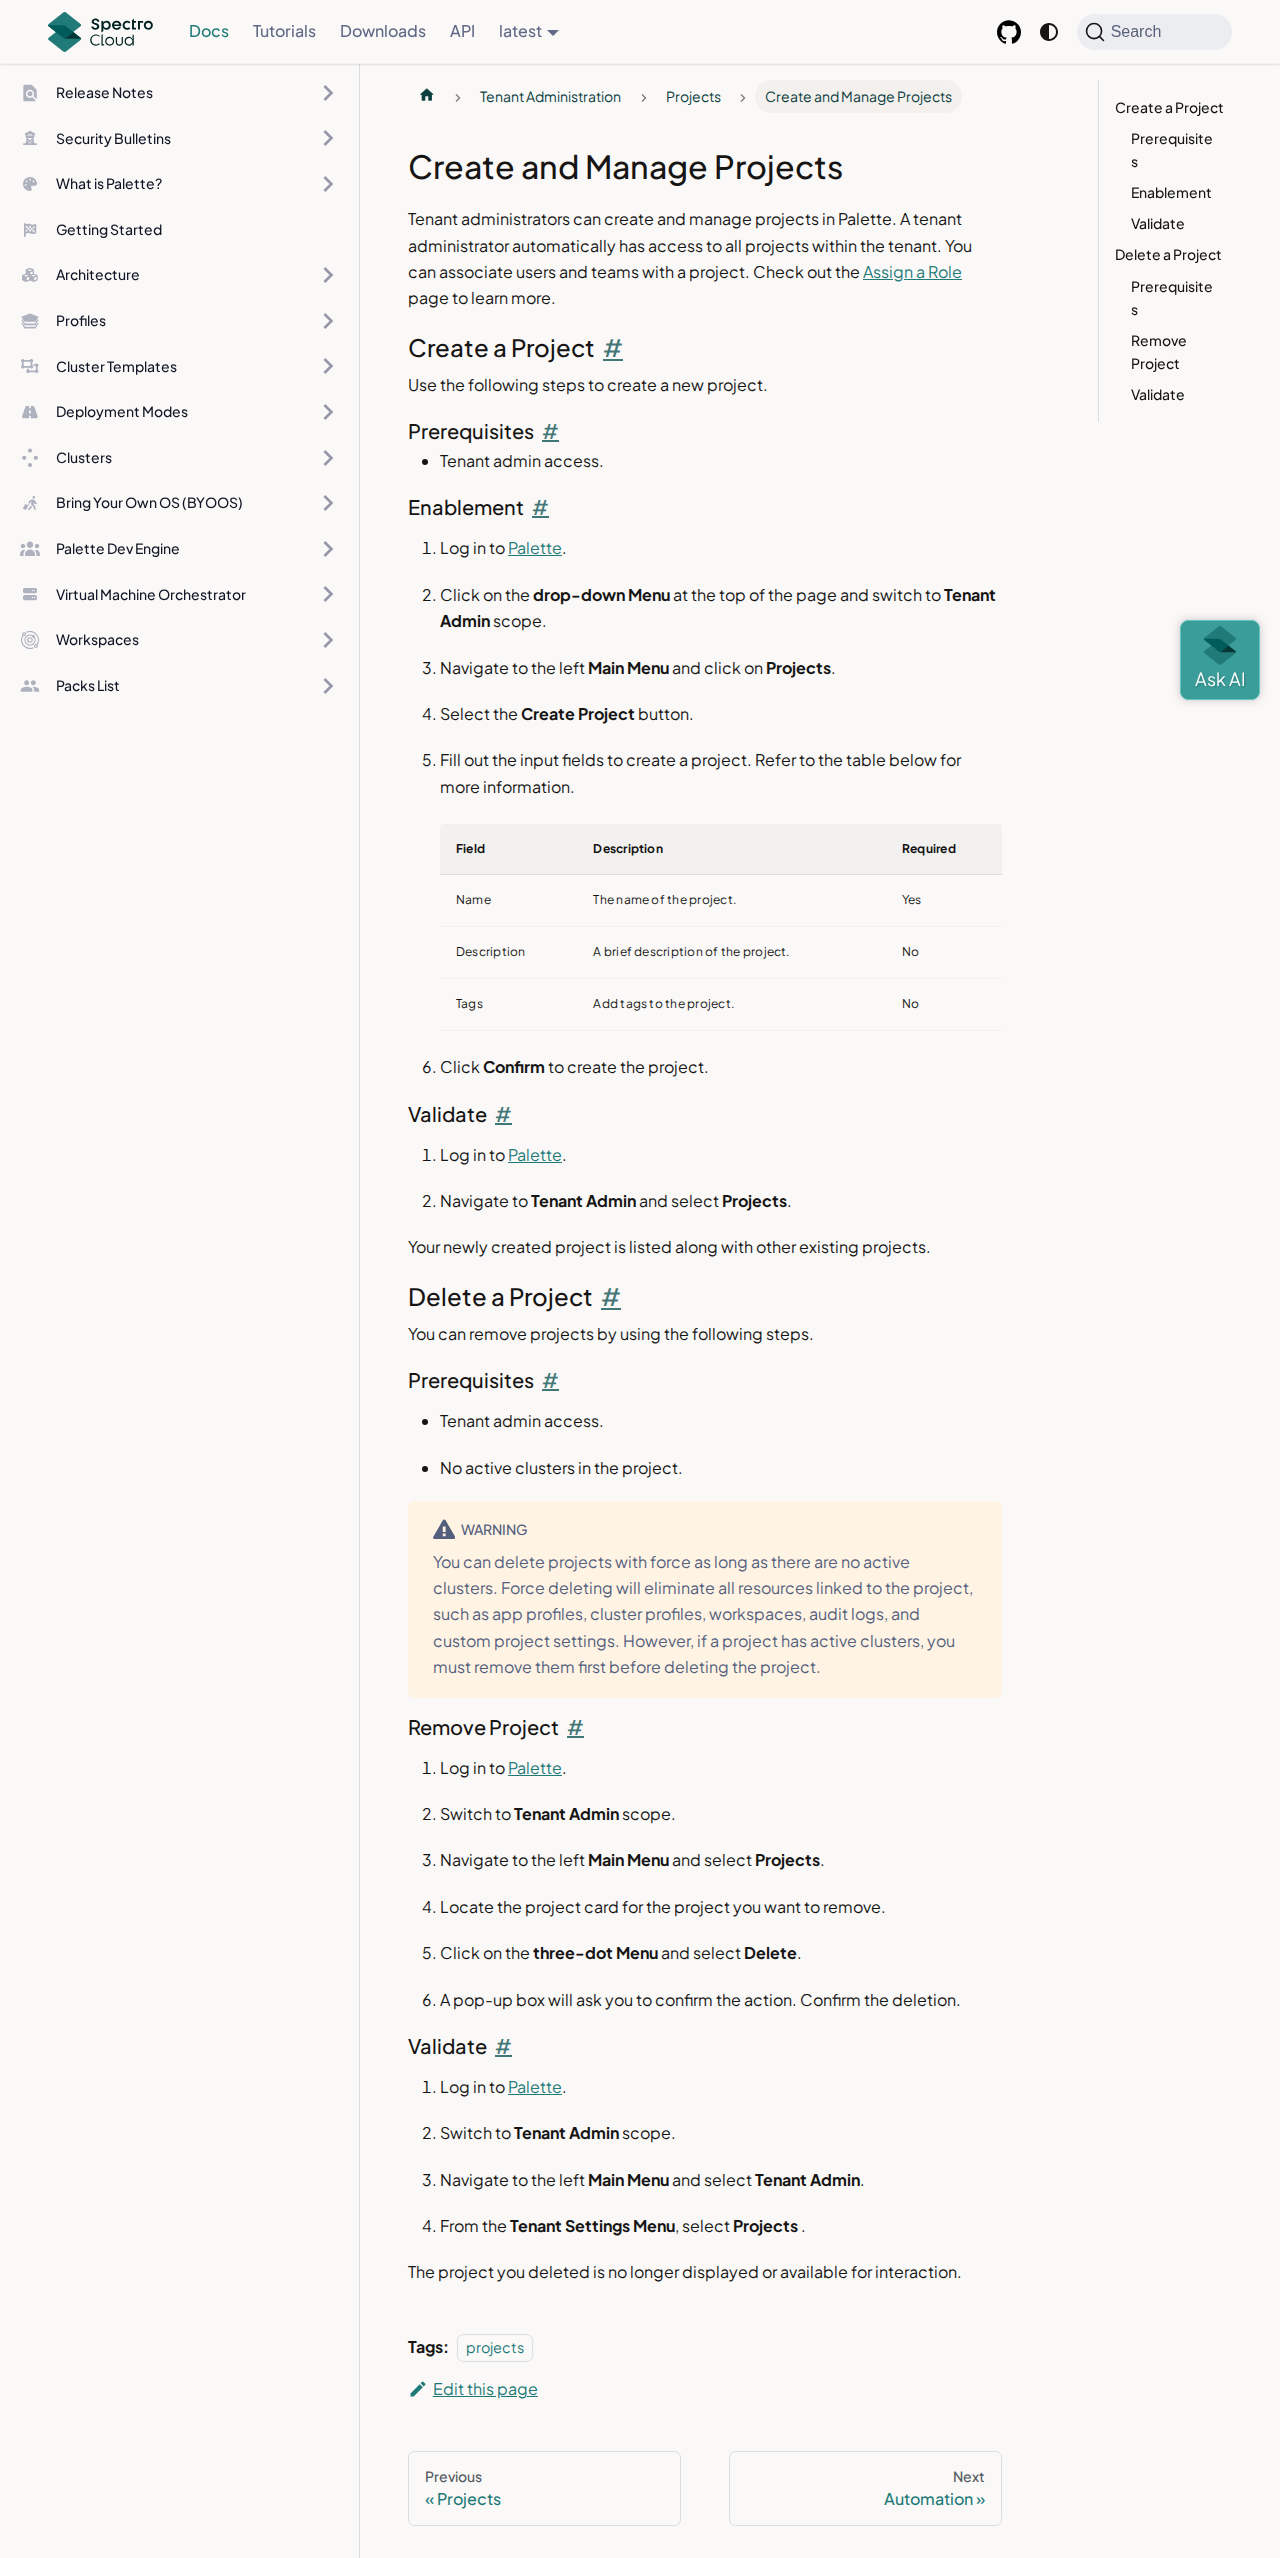 Spectro
Cloud
Docs
Tutorials
Downloads
API
latest
Search
Release Notes
Security Bulletins
What is Palette?
Getting Started
Architecture
Profiles
Cluster Templates
Deployment Modes
Clusters
Bring Your Own OS (BYOOS)
Palette Dev Engine
Virtual Machine Orchestrator
Workspaces
Packs List
Tenant Administration
Projects
Create and Manage Projects
Create and Manage Projects
Tenant administrators can create and manage projects in Palette. A tenant
administrator automatically has access to all projects within the tenant. You
can associate users and teams with a project. Check out the Assign a Role
page to learn more.
Create a Project #
Use the following steps to create a new project.
Prerequisites #
• Tenant admin access.
Enablement #
1. Log in to Palette.
2. Click on the drop-down Menu at the top of the page and switch to Tenant
Admin scope.
3. Navigate to the left Main Menu and click on Projects.
4. Select the Create Project button.
5. Fill out the input fields to create a project. Refer to the table below for
more information.
Field Description Required
Name The name of the project. Yes
Description A brief description of the project. No
Tags Add tags to the project. No
6. Click Confirm to create the project.
Validate #
1. Log in to Palette.
2. Navigate to Tenant Admin and select Projects.
Your newly created project is listed along with other existing projects.
Delete a Project #
You can remove projects by using the following steps.
Prerequisites #
• Tenant admin access.
• No active clusters in the project.
WARNING
You can delete projects with force as long as there are no active
clusters. Force deleting will eliminate all resources linked to the project,
such as app profiles, cluster profiles, workspaces, audit logs, and
custom project settings. However, if a project has active clusters, you
must remove them first before deleting the project.
Remove Project #
1. Log in to Palette.
2. Switch to Tenant Admin scope.
3. Navigate to the left Main Menu and select Projects.
4. Locate the project card for the project you want to remove.
5. Click on the three-dot Menu and select Delete.
6. A pop-up box will ask you to confirm the action. Confirm the deletion.
Validate #
1. Log in to Palette.
2. Switch to Tenant Admin scope.
3. Navigate to the left Main Menu and select Tenant Admin.
4. From the Tenant Settings Menu, select Projects .
The project you deleted is no longer displayed or available for interaction.
Tags: projects
Edit this page
Previous
« Projects
Next
Automation »
Create a Project
Prerequisite
s
Enablement
Validate
Delete a Project
Prerequisite
s
Remove
Project
Validate
Ask AI